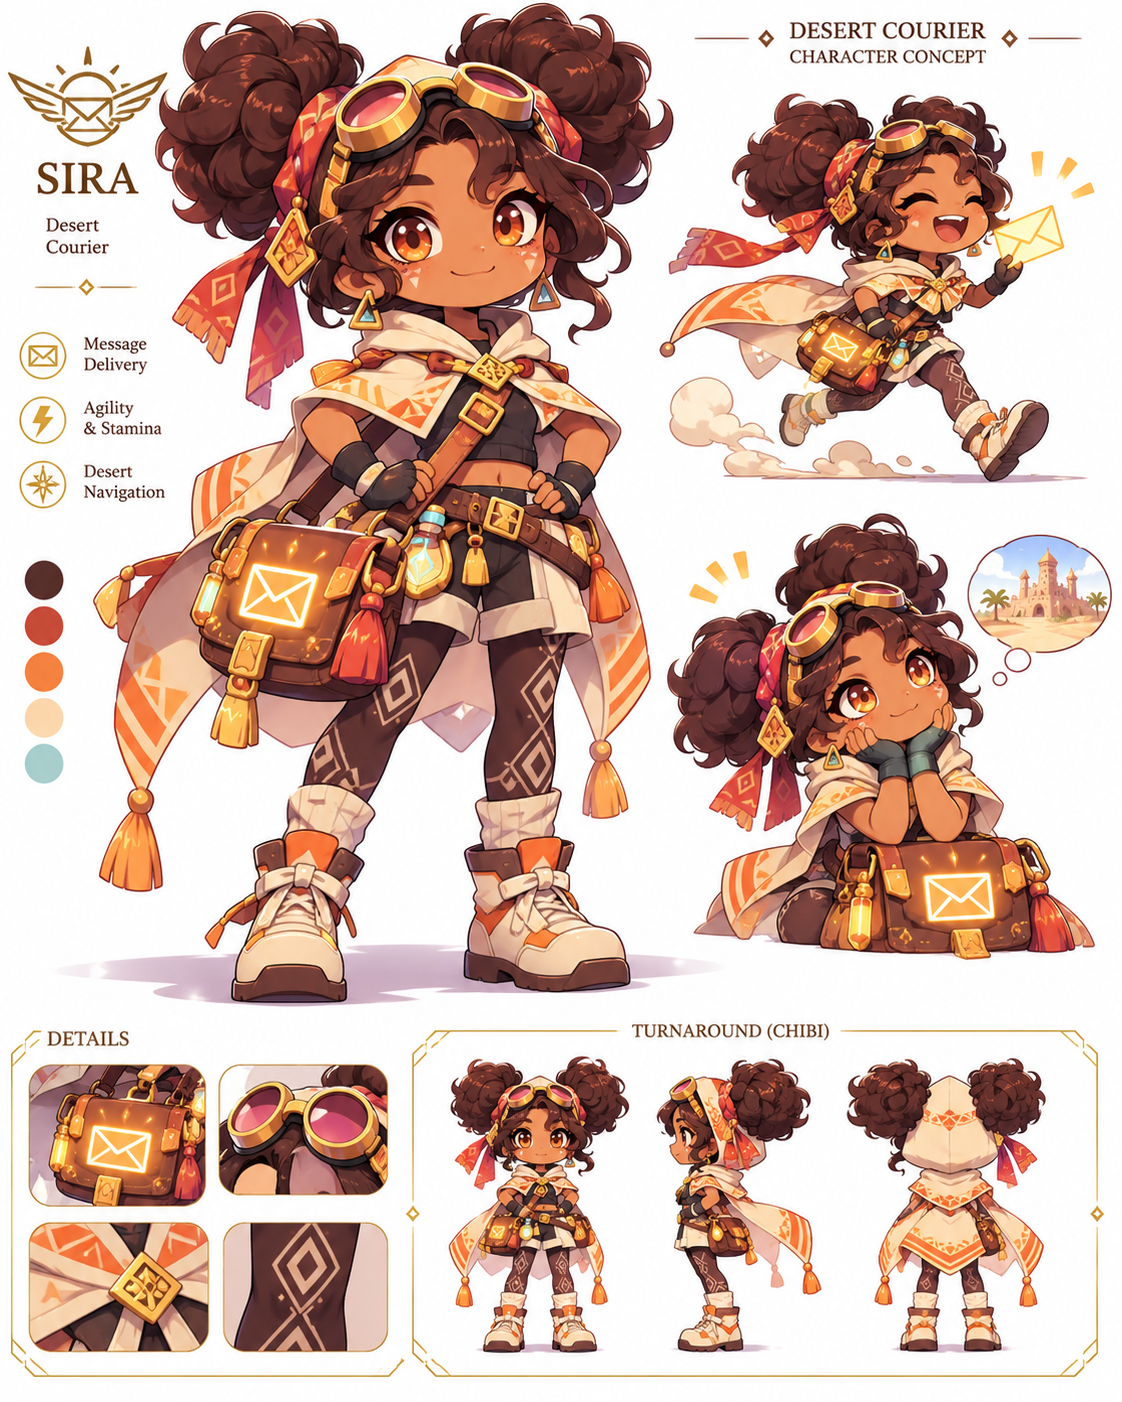 DESERT COURIER
CHARACTER CONCEPT
SIRA
Desert
Courier
Message
Delivery
Agility
& Stamina
Desert
Navigation
DETAILS
TURNAROUND (CHIBI)